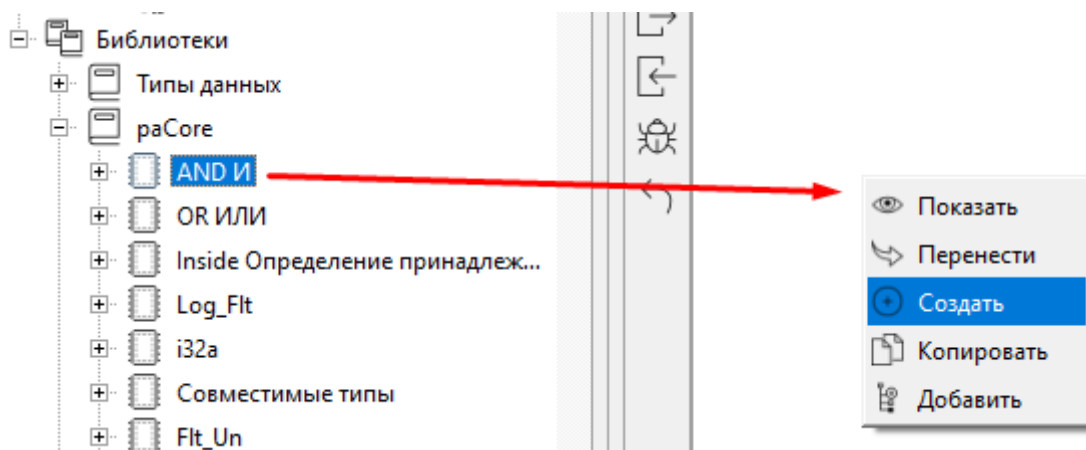 Библиотеки
Типы данных
paCore
AND И
OR ИЛИ
Inside Определение принадлеж...
Log_Flt
i32a
Совместимые типы
Flt_Un
Показать
Перенести
Создать
Копировать
Добавить